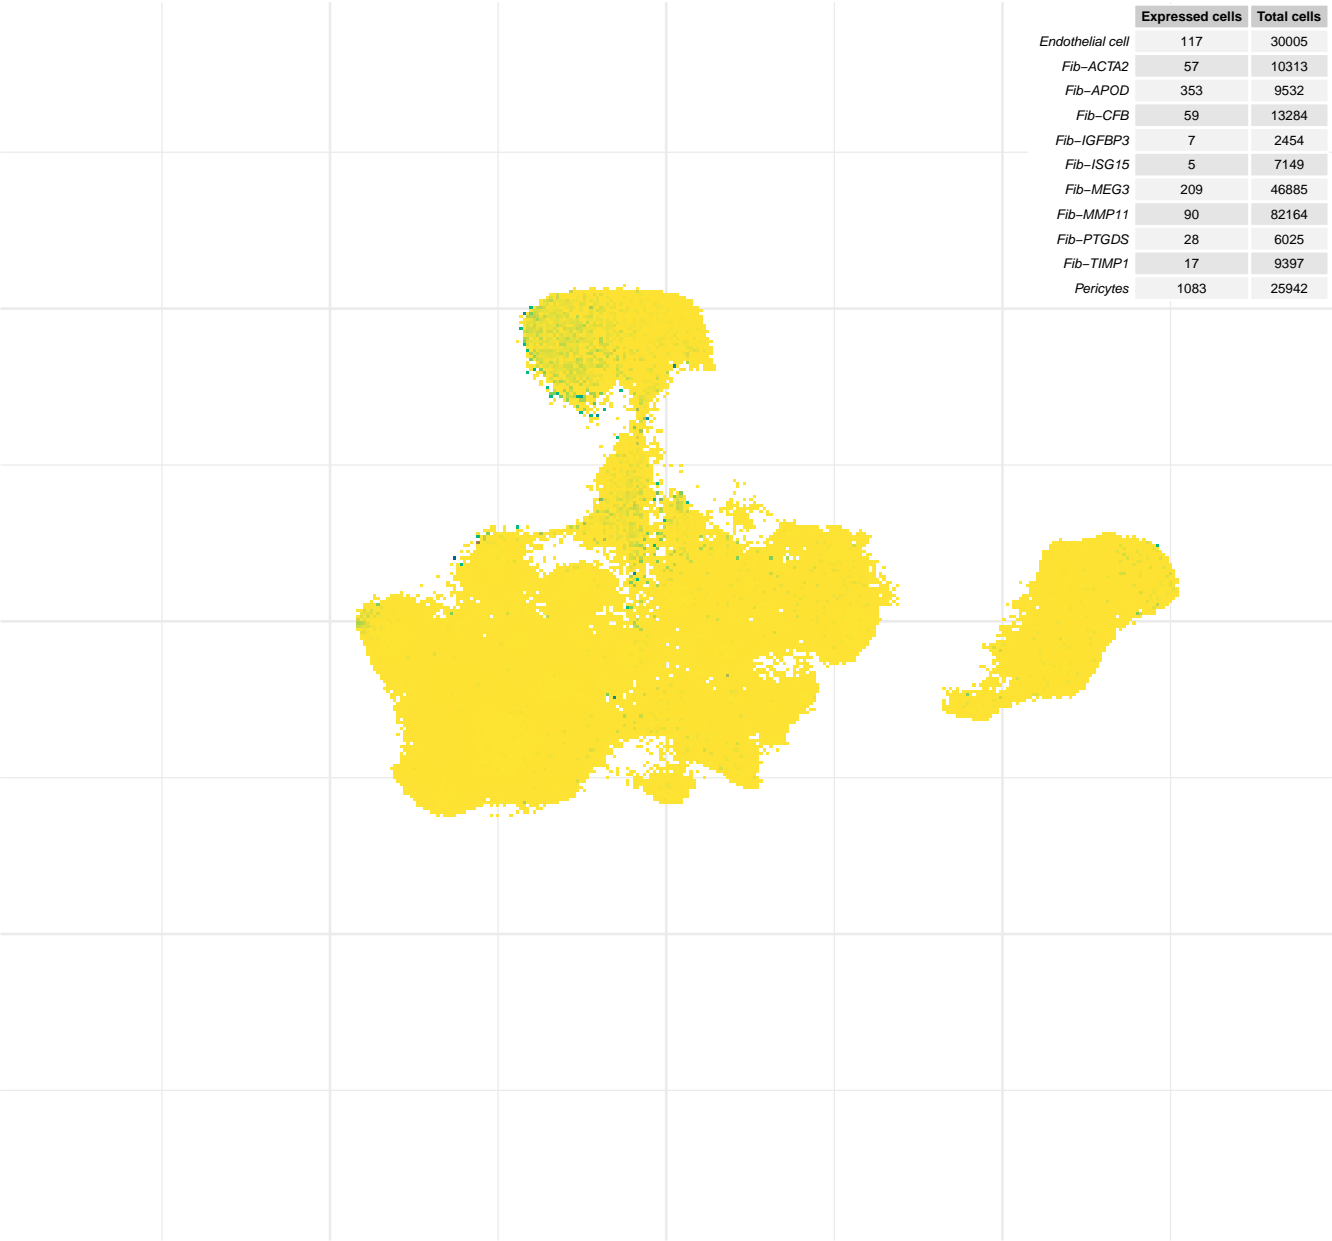 Expressed cells Total cells
Endothelial cell 117 30005
Fib−ACTA2 57 10313
Fib−APOD 353 9532
Fib−CFB 59 13284
Fib−IGFBP3 7 2454
Fib−ISG15 5 7149
Fib−MEG3 209 46885
Fib−MMP11 90 82164
Fib−PTGDS 28 6025
Fib−TIMP1 17 9397
Pericytes 1083 25942